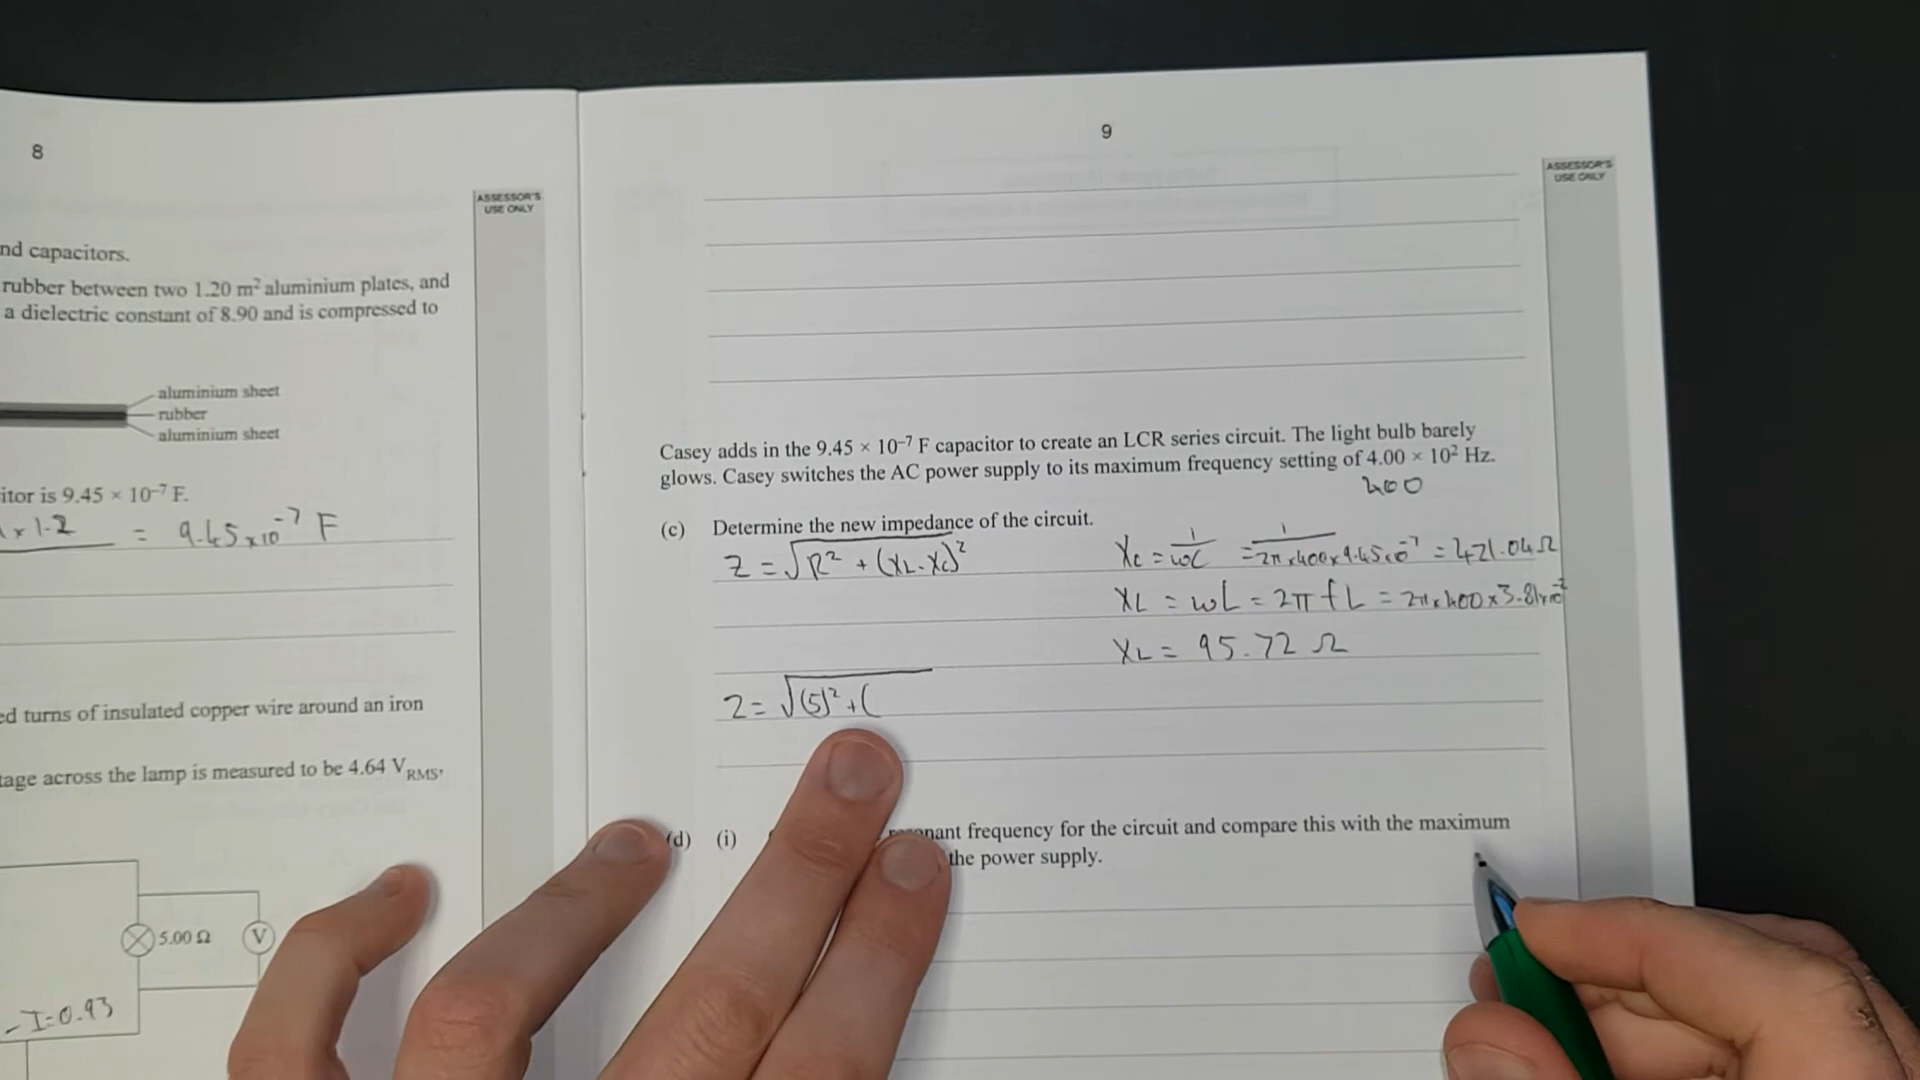 8
ASSESSOR'S
USE ONLY
nd capacitors.
rubber between two 1.20 m² aluminium plates, and
a dielectric constant of 8.90 and is compressed to
aluminium sheet
rubber
aluminium sheet
itor is 9.45 × 10⁻⁷ F.
x 1.2 = 9.45x10⁻⁷ F
ed turns of insulated copper wire around an iron
tage across the lamp is measured to be 4.64 V_RMS,
5.00 Ω
V
I=0.93
9
ASSESSOR'S
USE ONLY
Casey adds in the 9.45 × 10⁻⁷ F capacitor to create an LCR series circuit. The light bulb barely
glows. Casey switches the AC power supply to its maximum frequency setting of 4.00 × 10² Hz.
400
(c) Determine the new impedance of the circuit.
Z = √R² + (XL-XC)²
XC = 1/ωC = 1/2π×400×9.45×10⁻⁷ = 421.04Ω
XL = ωL = 2πfL = 2π×400×3.81×10⁻²
XL = 95.72 Ω
Z = √(5)² + (
(d) (i) resonant frequency for the circuit and compare this with the maximum
the power supply.